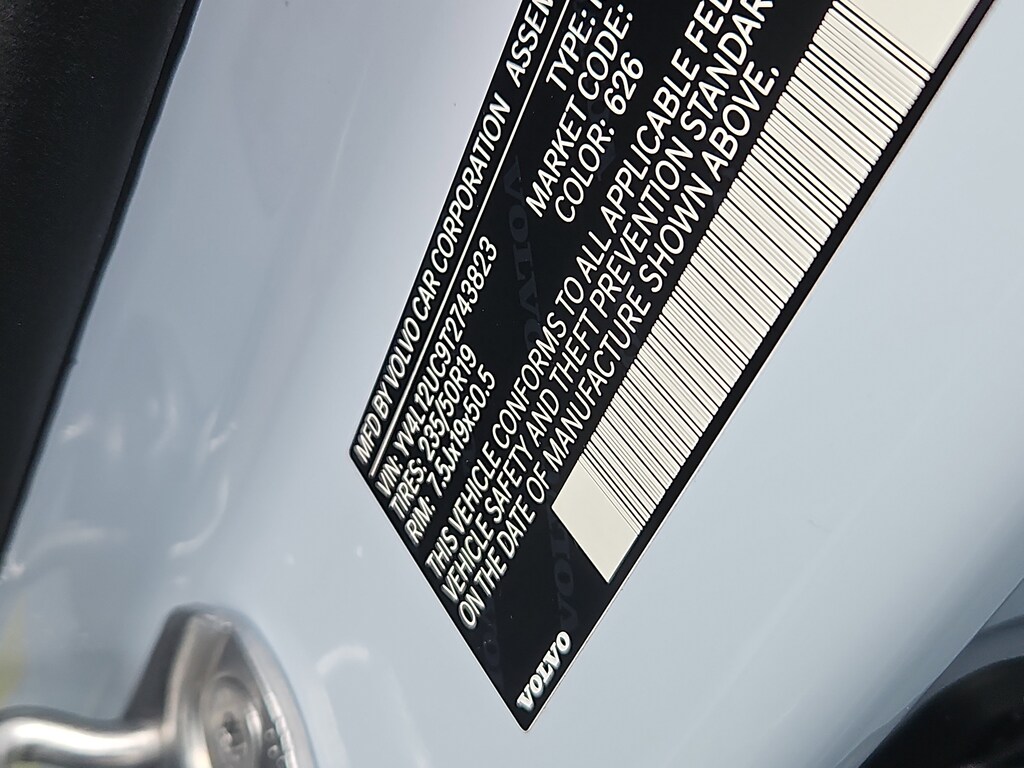 MFD BY VOLVO CAR CORPORATION
VIN: YV4L12UC9T2743823
TIRES: 235/50R19
RIM: 7.5Jx19x50.5
TYPE:
MARKET CODE:
COLOR: 626
THIS VEHICLE CONFORMS TO ALL APPLICABLE
VEHICLE SAFETY AND THEFT PREVENTION
ON THE DATE OF MANUFACTURE SHOWN ABOVE.
VOLVO